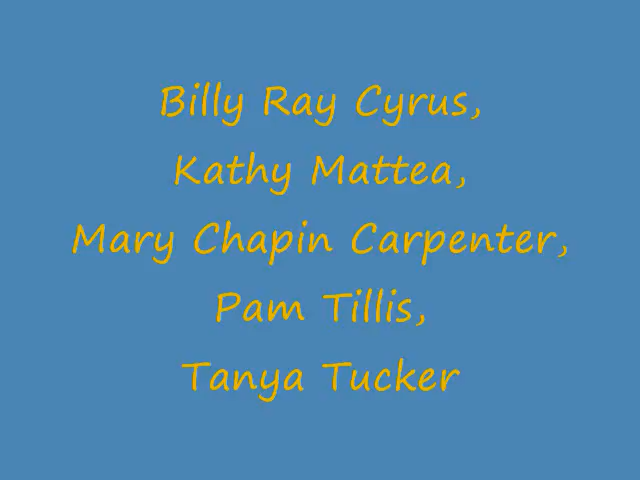 Billy Ray Cyrus,
Kathy Mattea,
Mary Chapin Carpenter,
Pam Tillis,
Tanya Tucker